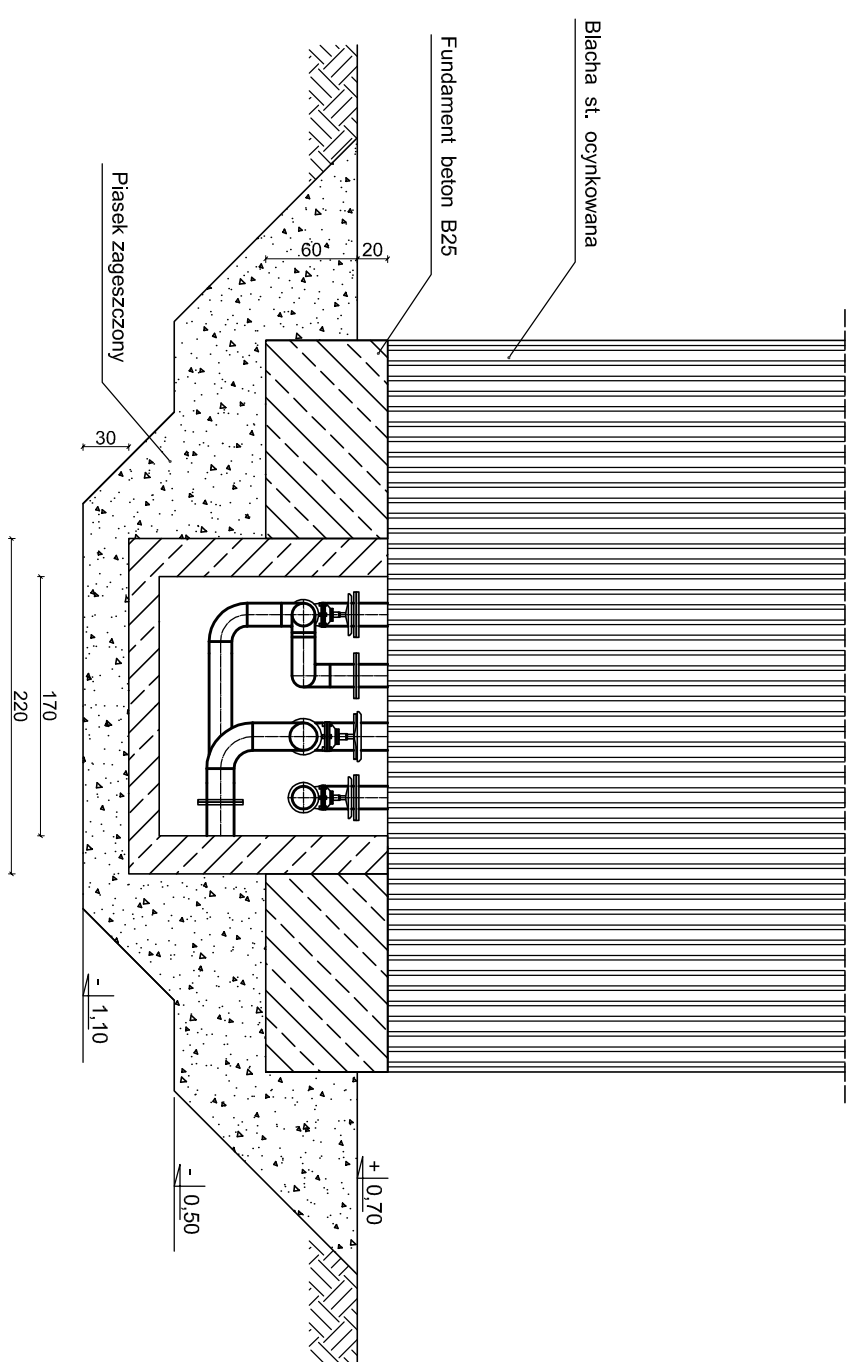 Blacha st. ocynkowana
Fundament beton B25
Piasek zageszczony
20
60
30
170
220
+ 0,70
- 0,50
- 1,10